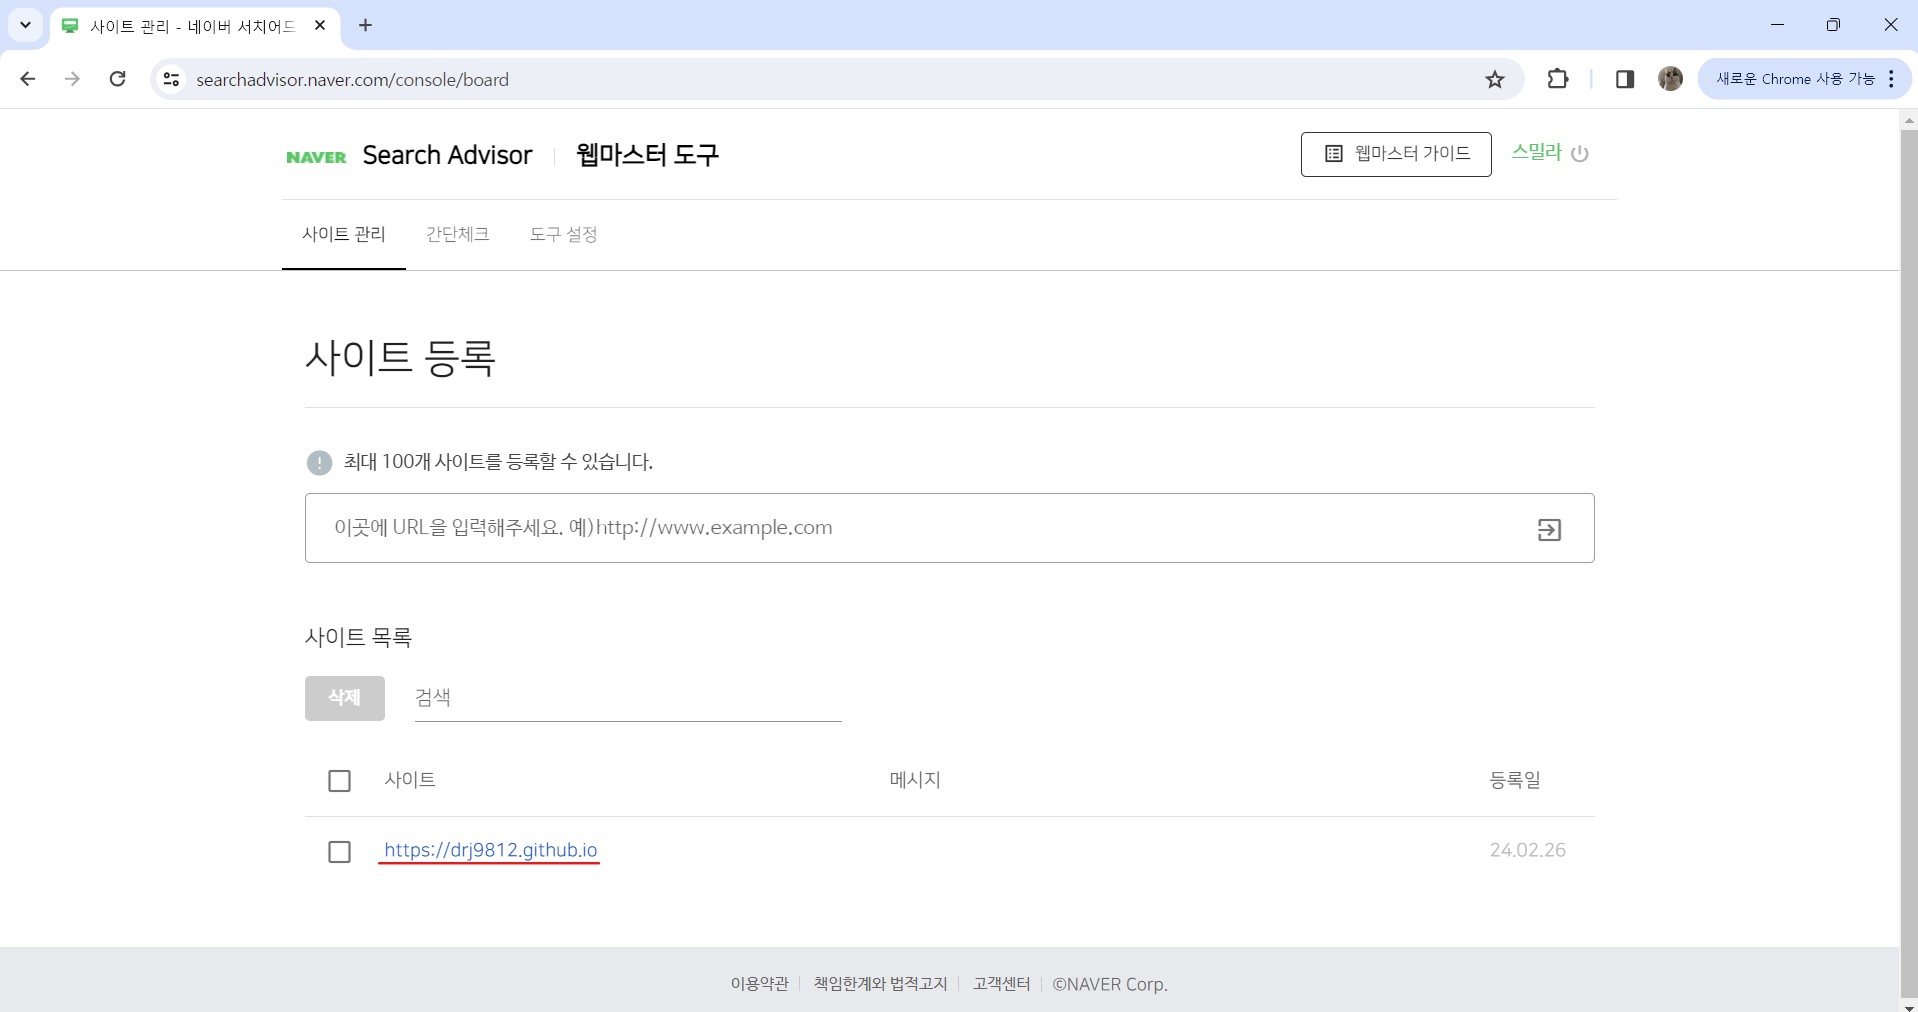 사이트 관리 - 네이버 서치어드
searchadvisor.naver.com/console/board
새로운 Chrome 사용 가능
NAVER Search Advisor 웹마스터 도구
웹마스터 가이드
스밀라
사이트 관리 간단체크 도구 설정
사이트 등록
최대 100개 사이트를 등록할 수 있습니다.
이곳에 URL을 입력해주세요. 예)http://www.example.com
사이트 목록
삭제 검색
사이트 메시지 등록일
https://drj9812.github.io 24.02.26
이용약관 책임한계와 법적고지 고객센터 ©NAVER Corp.